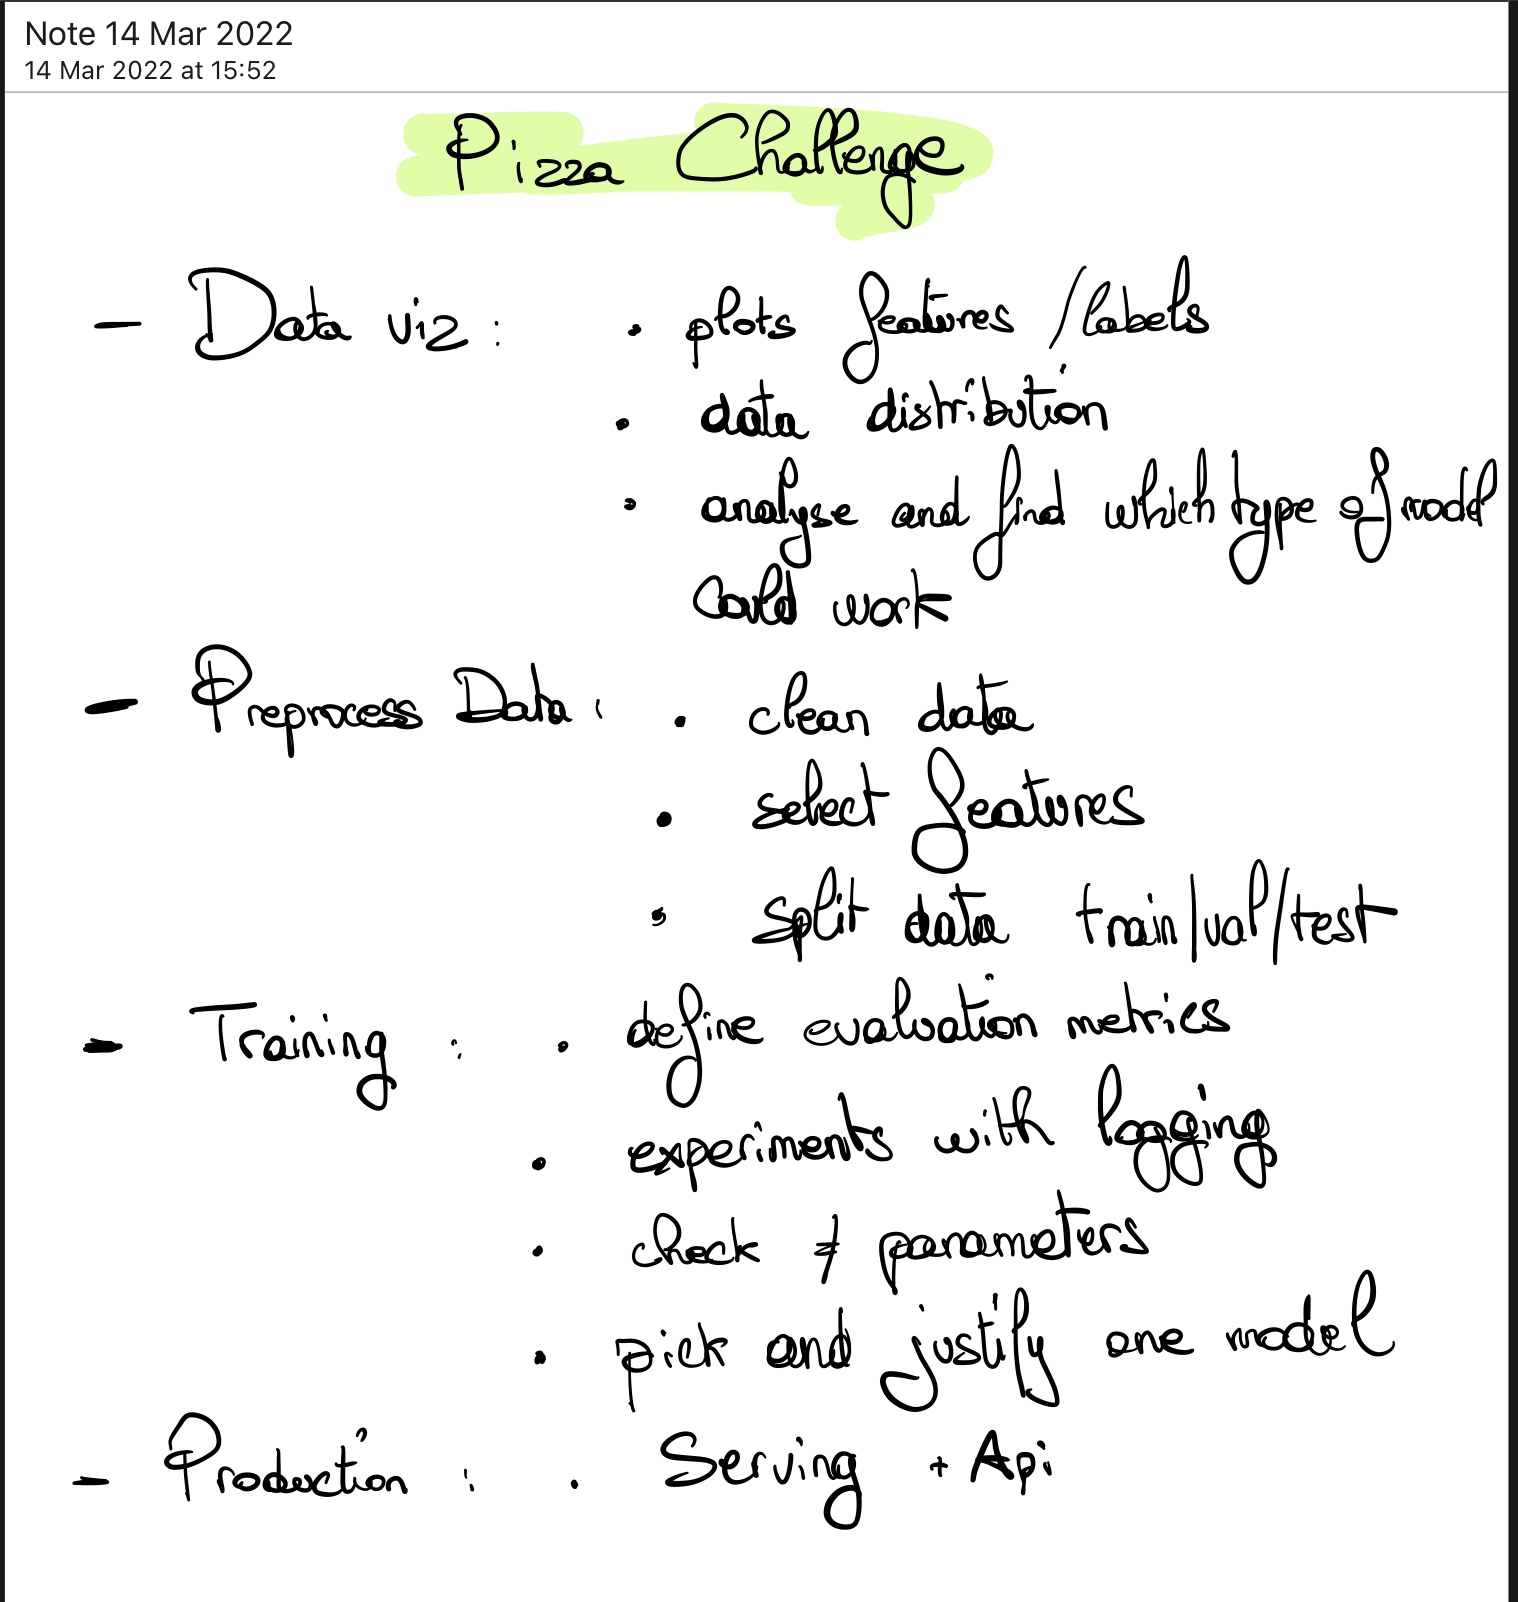 Note 14 Mar 2022
14 Mar 2022 at 15:52
Pizza Challenge
- Data viz : • plots features / labels
• data distribution
• analyse and find which type of model
could work
- Preprocess Data : • clean data
• select features
• split data train/val/test
- Training : • define evaluation metrics
• experiments with logging
• check ≠ parameters
• pick and justify one model
- Production : • Serving + Api